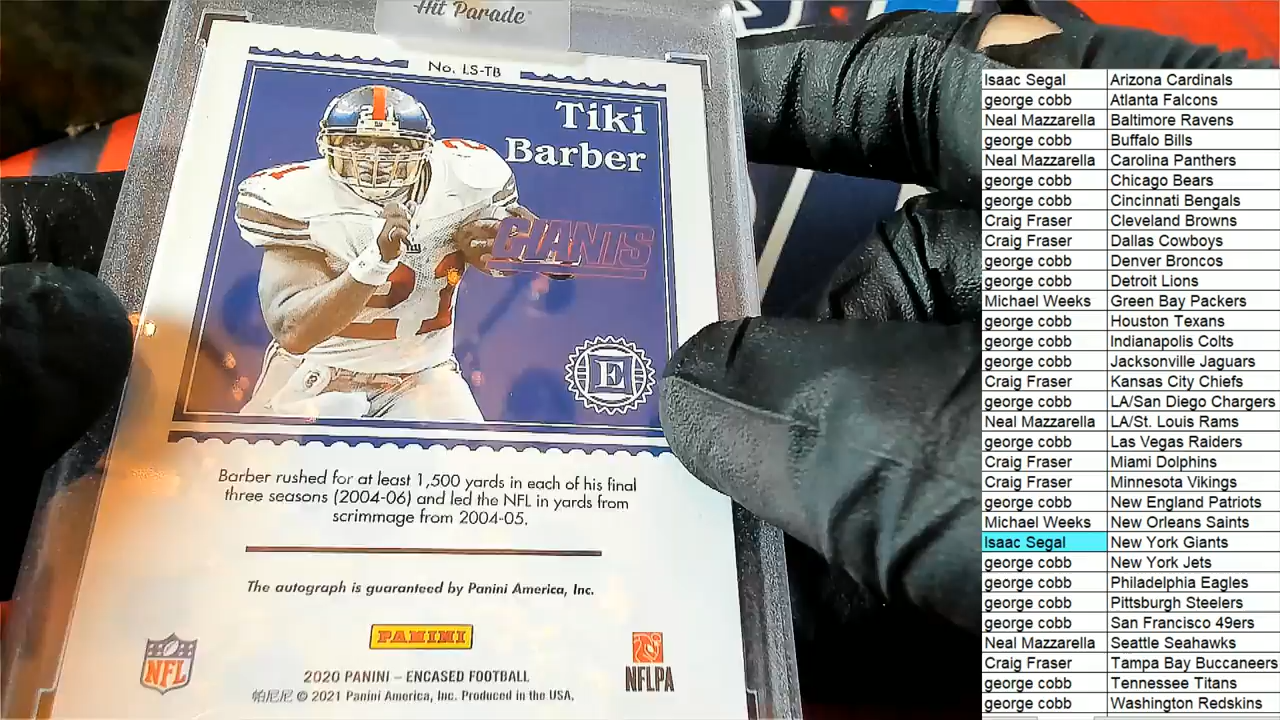 Hit Parade
No. LS-TB
Tiki
Barber
21
GIANTS
21
E
Barber rushed for at least 1,500 yards in each of his final
three seasons (2004-06) and led the NFL in yards from
scrimmage from 2004-05.
The autograph is guaranteed by Panini America, Inc.
PANINI
NFL
NFLPA
2020 PANINI – ENCASED FOOTBALL
帕尼尼 © 2021 Panini America, Inc. Produced in the USA.
Isaac Segal Arizona Cardinals
george cobb Atlanta Falcons
Neal Mazzarella Baltimore Ravens
george cobb Buffalo Bills
Neal Mazzarella Carolina Panthers
george cobb Chicago Bears
george cobb Cincinnati Bengals
Craig Fraser Cleveland Browns
Craig Fraser Dallas Cowboys
george cobb Denver Broncos
george cobb Detroit Lions
Michael Weeks Green Bay Packers
george cobb Houston Texans
george cobb Indianapolis Colts
george cobb Jacksonville Jaguars
Craig Fraser Kansas City Chiefs
george cobb LA/San Diego Chargers
Neal Mazzarella LA/St. Louis Rams
george cobb Las Vegas Raiders
Craig Fraser Miami Dolphins
Craig Fraser Minnesota Vikings
george cobb New England Patriots
Michael Weeks New Orleans Saints
Isaac Segal New York Giants
george cobb New York Jets
george cobb Philadelphia Eagles
george cobb Pittsburgh Steelers
george cobb San Francisco 49ers
Neal Mazzarella Seattle Seahawks
Craig Fraser Tampa Bay Buccaneers
george cobb Tennessee Titans
george cobb Washington Redskins